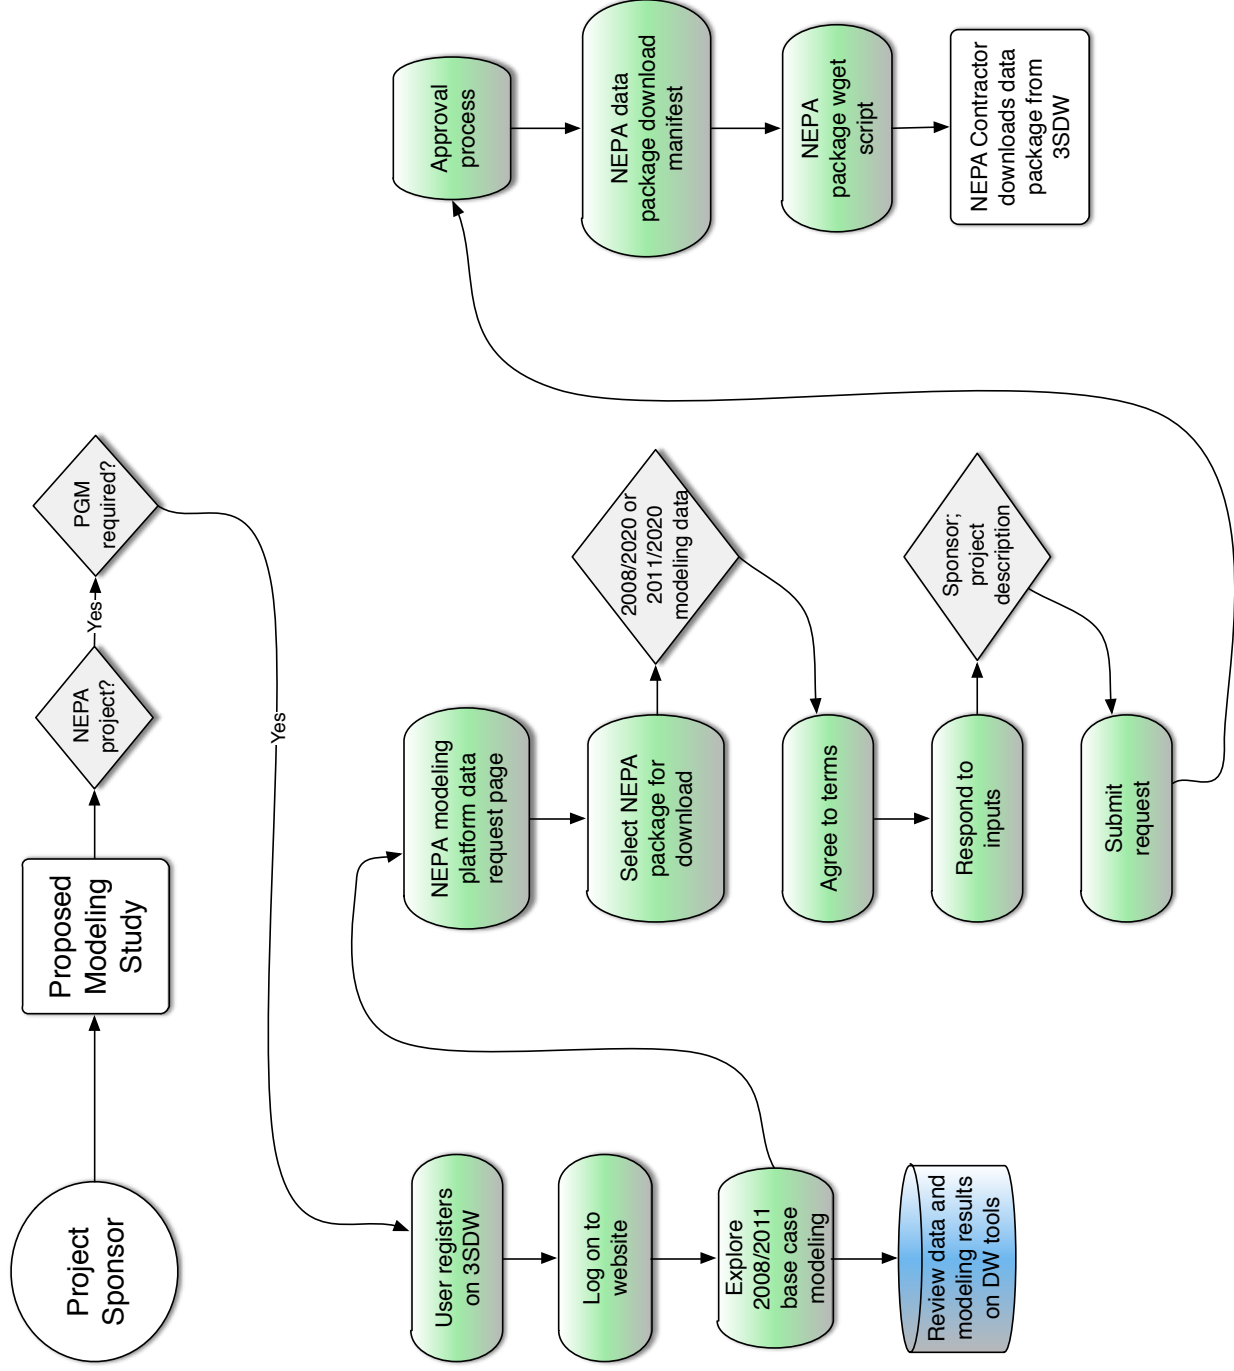 Project
Sponsor
Proposed
Modeling
Study
NEPA
project?
Yes
PGM
required?
Yes
User registers
on 3SDW
Log on to
website
Explore
2008/2011
base case
modeling
Review data and
modeling results
on DW tools
NEPA modeling
platform data
request page
Select NEPA
package for
download
2008/2020 or
2011/2020
modeling data
Agree to terms
Respond to
inputs
Sponsor;
project
description
Submit
request
Approval
process
NEPA data
package download
manifest
NEPA
package wget
script
NEPA Contractor
downloads data
package from
3SDW